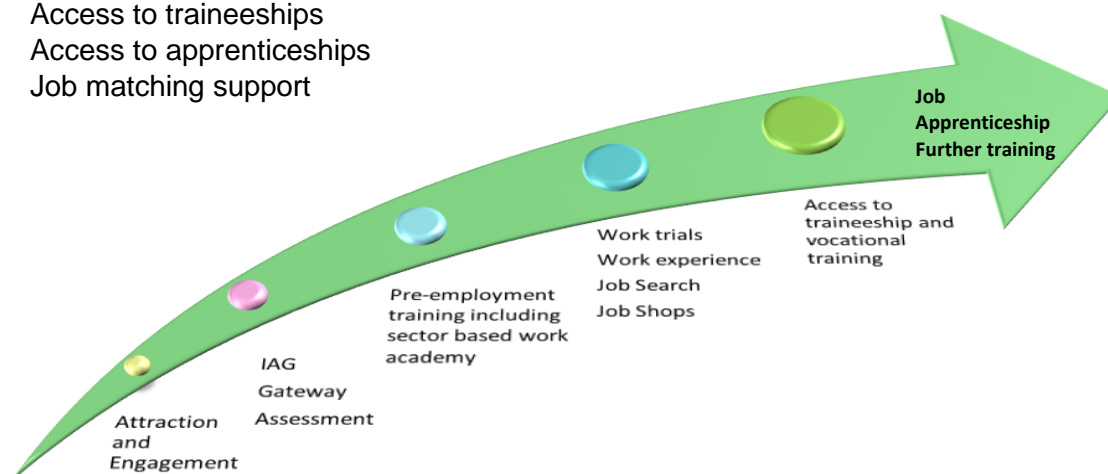 Access to traineeships
Access to apprenticeships
Job matching support
Job
Apprenticeship
Further training
Access to
traineeship and
vocational
training
Work trials
Work experience
Job Search
Job Shops
Pre-employment
training including
sector based work
academy
IAG
Gateway
Assessment
Attraction
and
Engagement